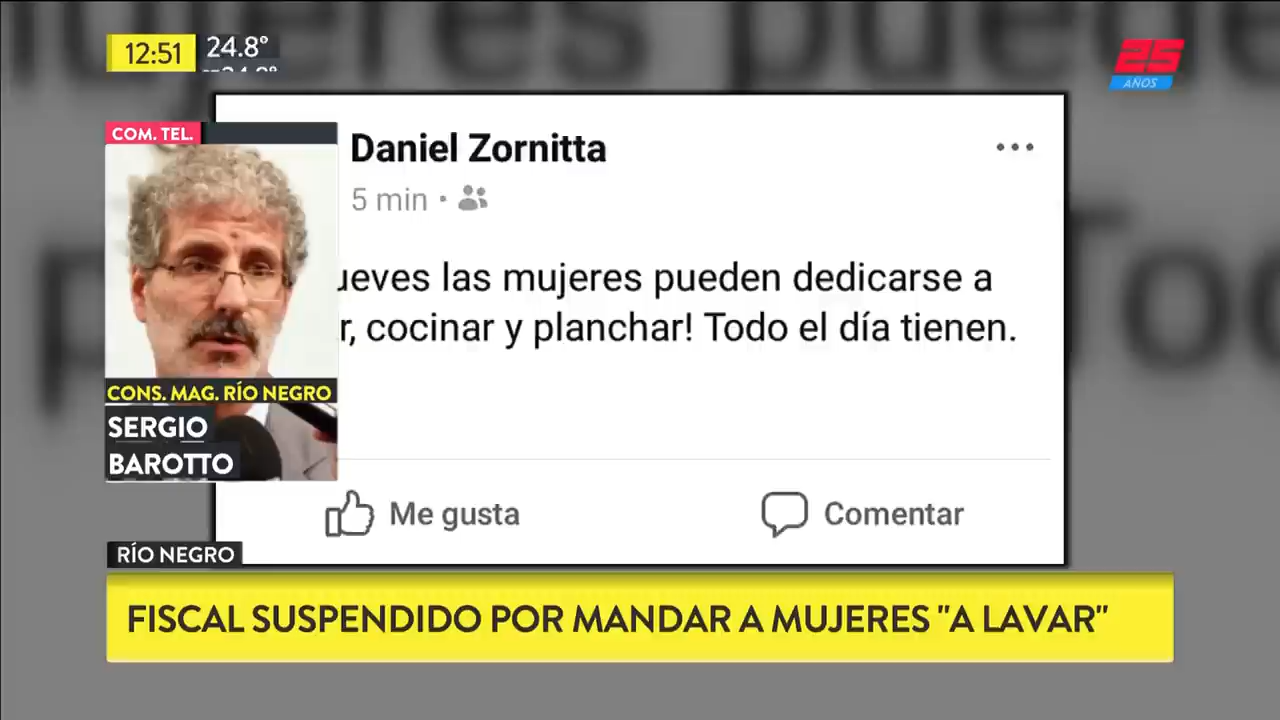 mujeres puede
12:51 24.8°
25
AÑOS
COM. TEL.
Daniel Zornitta
5 min ·
ueves las mujeres pueden dedicarse a
r, cocinar y planchar! Todo el día tienen.
CONS. MAG. RÍO NEGRO
SERGIO
BAROTTO
Me gusta
Comentar
RÍO NEGRO
FISCAL SUSPENDIDO POR MANDAR A MUJERES "A LAVAR"